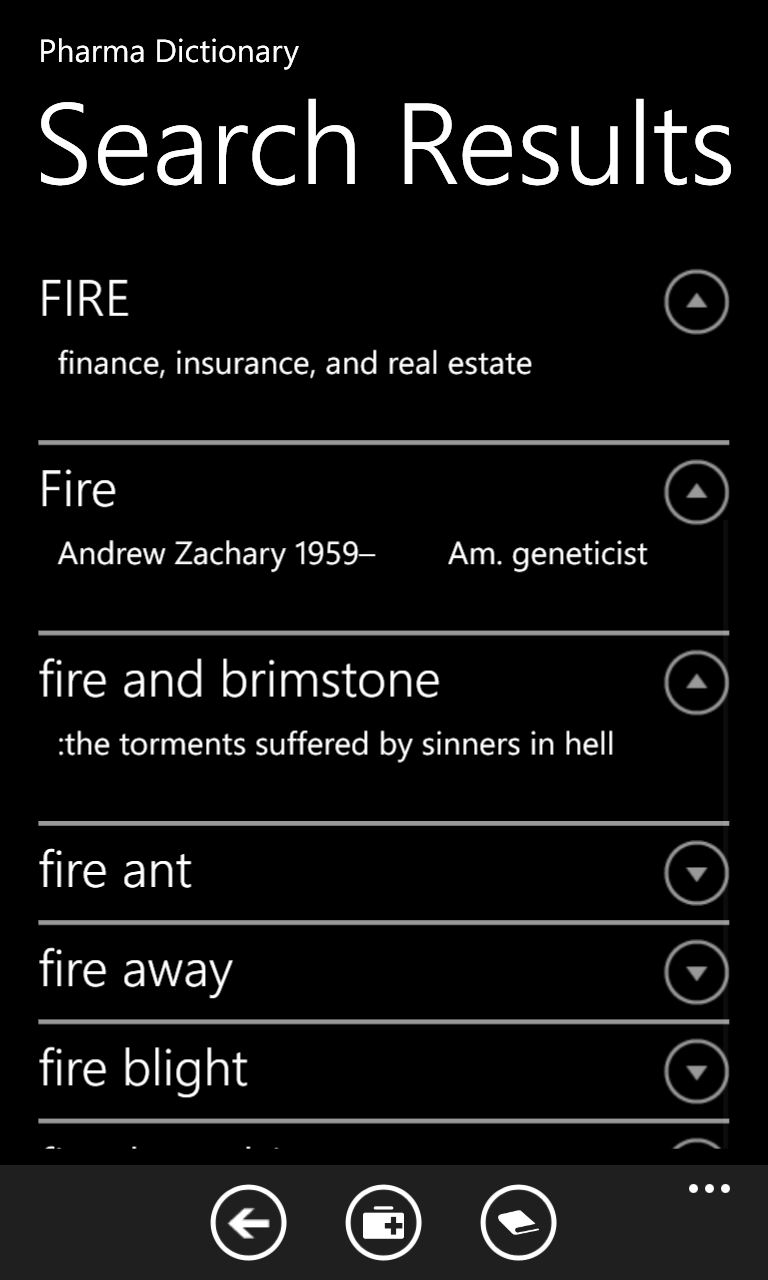 Pharma Dictionary
Search Results
FIRE
finance, insurance, and real estate
Fire
Andrew Zachary 1959– Am. geneticist
fire and brimstone
:the torments suffered by sinners in hell
fire ant
fire away
fire blight